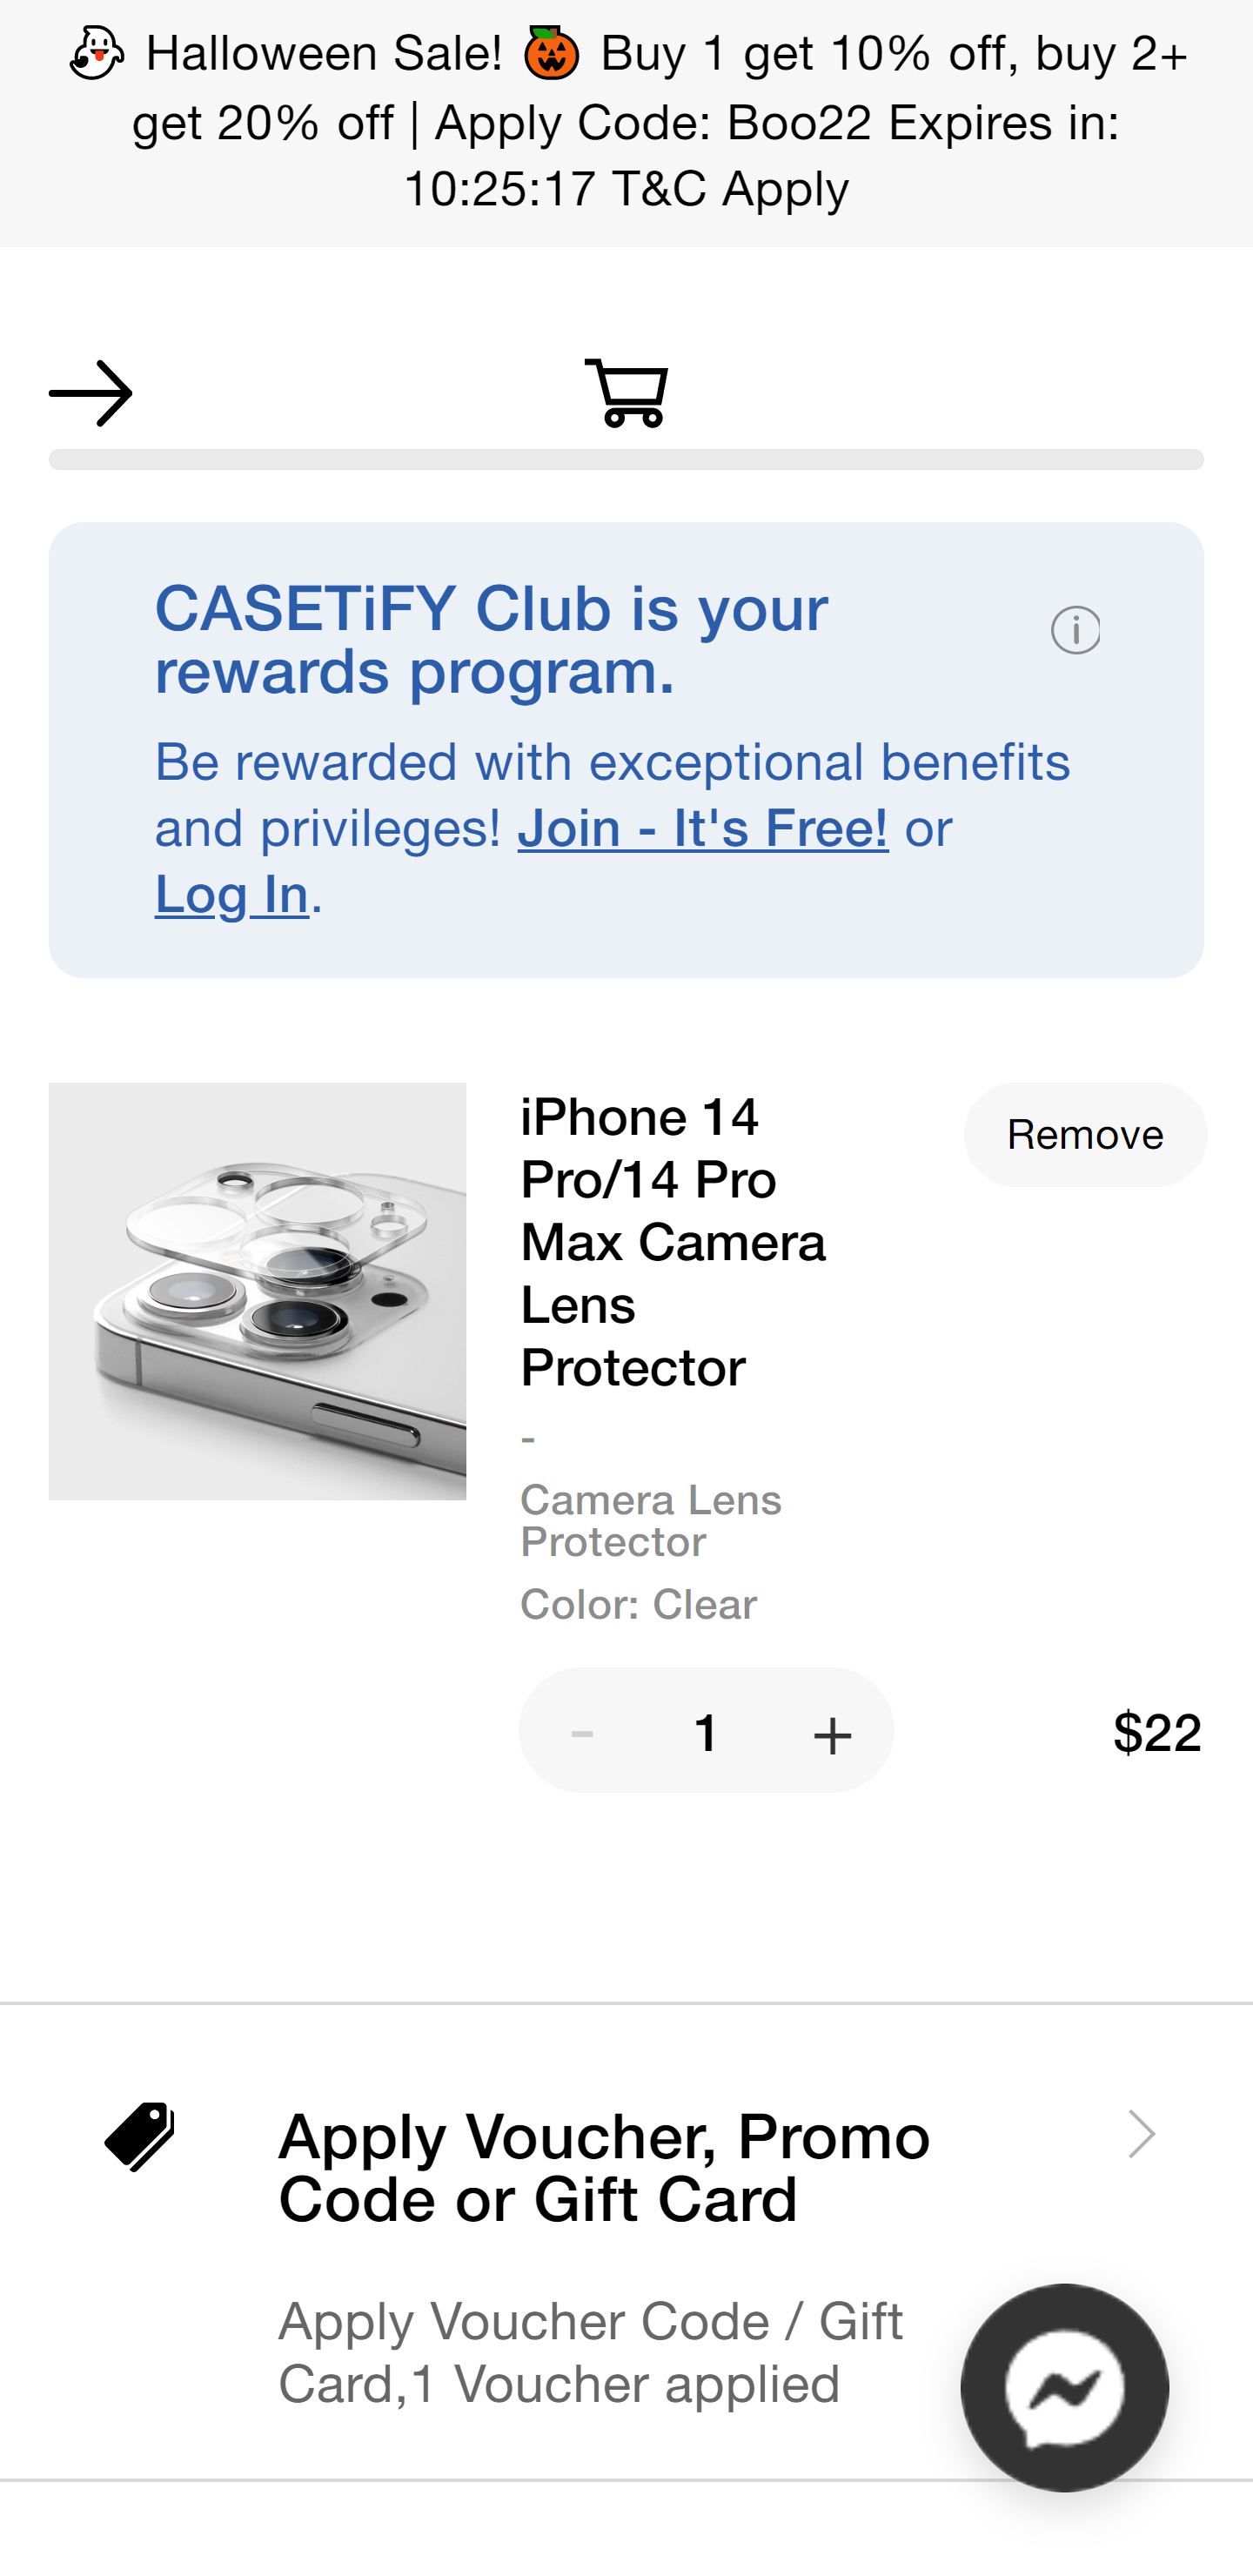 👻 Halloween Sale! 🎃 Buy 1 get 10% off, buy 2+
get 20% off | Apply Code: Boo22 Expires in:
10:25:17 T&C Apply
CASETiFY Club is your
rewards program.
Be rewarded with exceptional benefits
and privileges! Join - It's Free! or
Log In.
iPhone 14
Pro/14 Pro
Max Camera
Lens
Protector
Remove
-
Camera Lens
Protector
Color: Clear
- 1 +
$22
Apply Voucher, Promo
Code or Gift Card
Apply Voucher Code / Gift
Card,1 Voucher applied